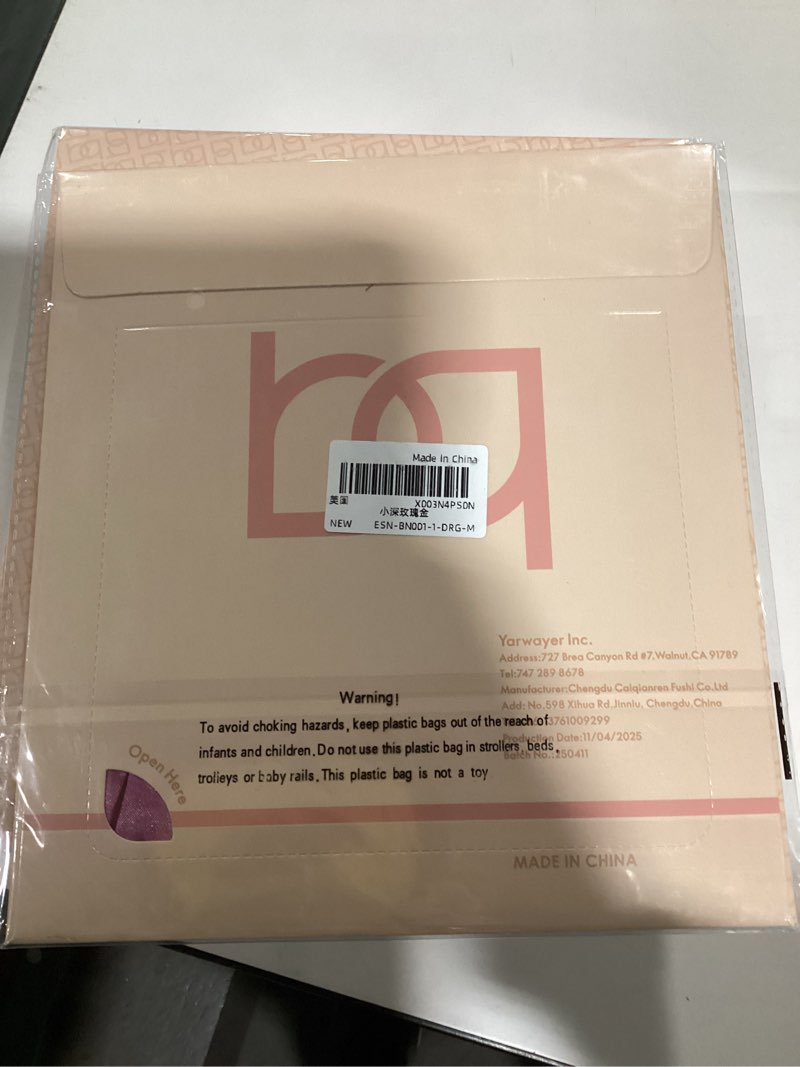 Made In China
美国
X003N4PSDN
小深玫瑰金
NEW ESN-BN001-1-DRG-M
Yarwayer Inc.
Address:727 Brea Canyon Rd #7.Walnut,CA 91789
Tel:747 289 8678
Manufacturer:Chengdu Caiqianren Fushi Co.Ltd
Add: No.598 Xihua Rd.Jinniu, Chengdu.China
3761009299
Production Date:11/04/2025
Batch No.:250411
Warning!
To avoid choking hazards, keep plastic bags out of the reach of
infants and children. Do not use this plastic bag in strollers, beds,
trolleys or baby rails. This plastic bag is not a toy
Open Here
MADE IN CHINA